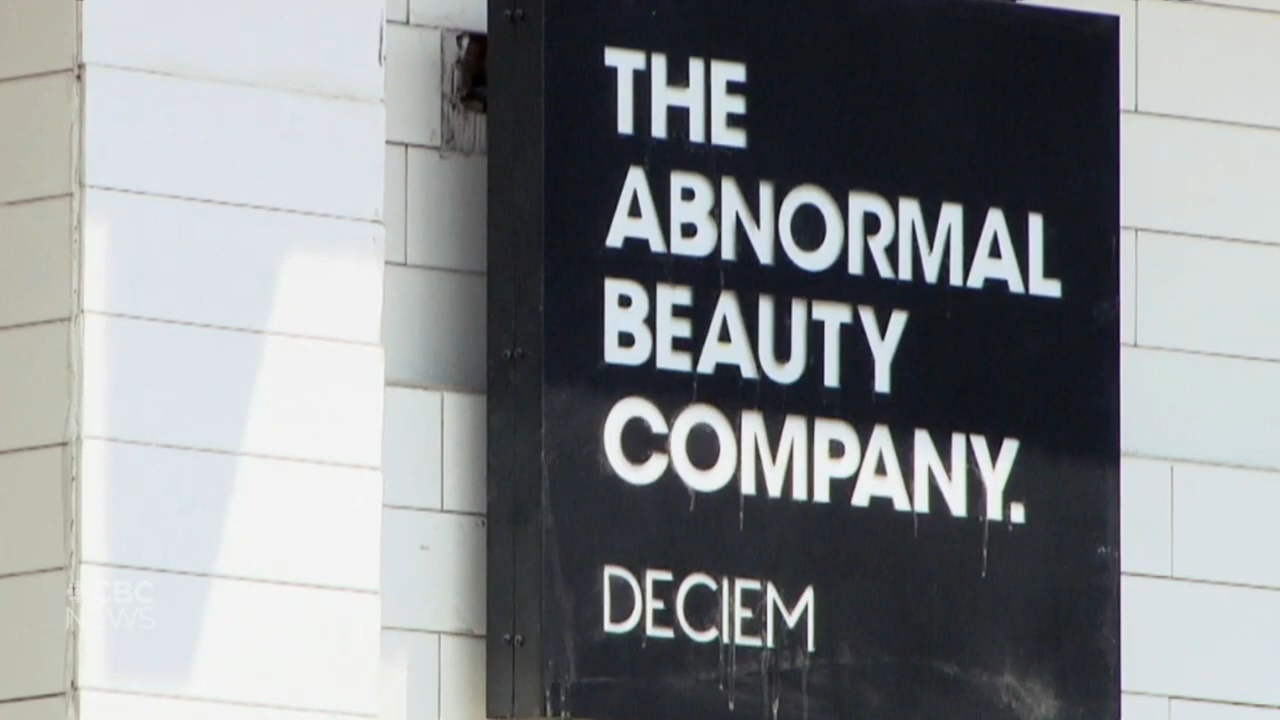 THE
ABNORMAL
BEAUTY
COMPANY.
DECIEM
CBC
NEWS